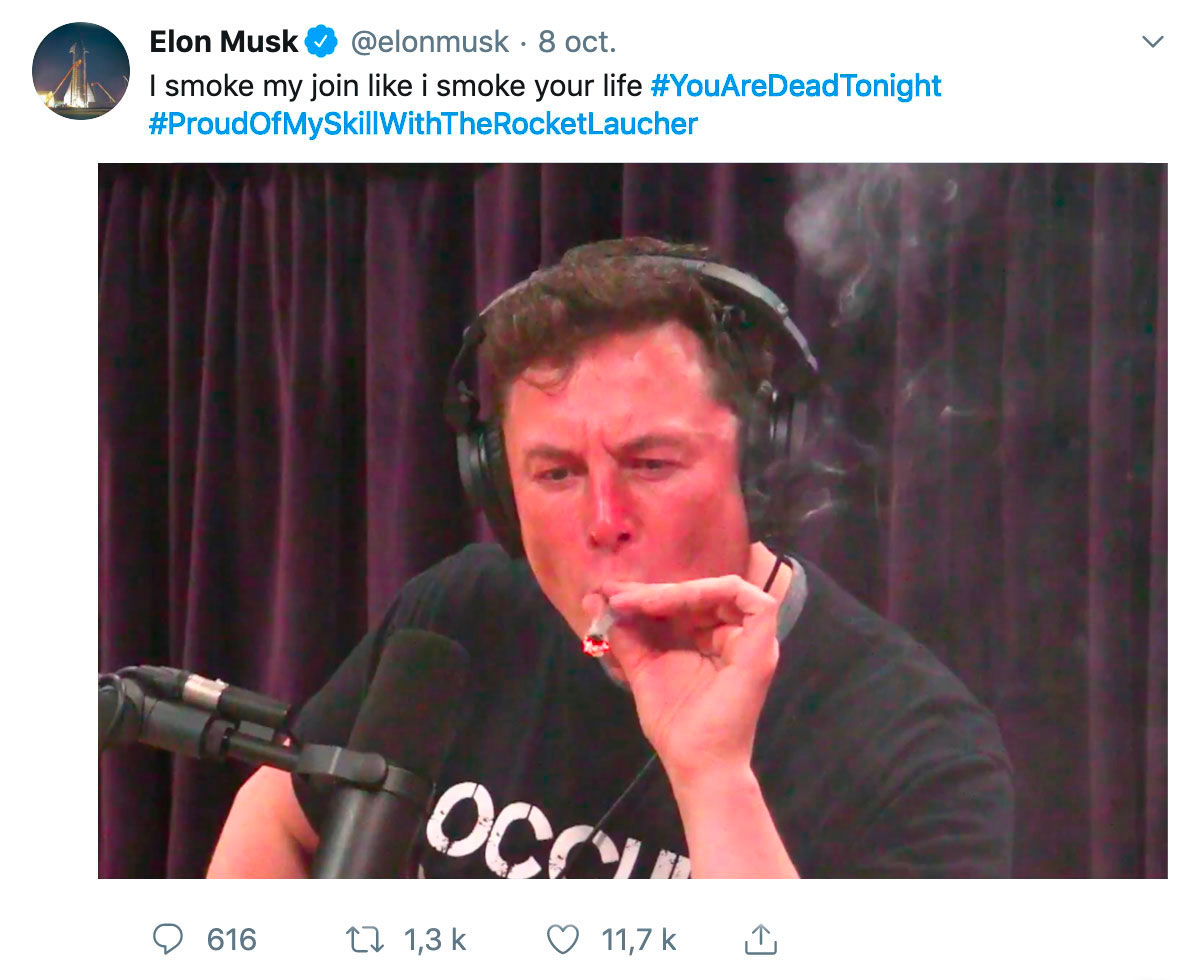 Elon Musk @elonmusk · 8 oct.
I smoke my join like i smoke your life #YouAreDeadTonight
#ProudOfMySkillWithTheRocketLaucher
OCCU
616 1,3 k 11,7 k